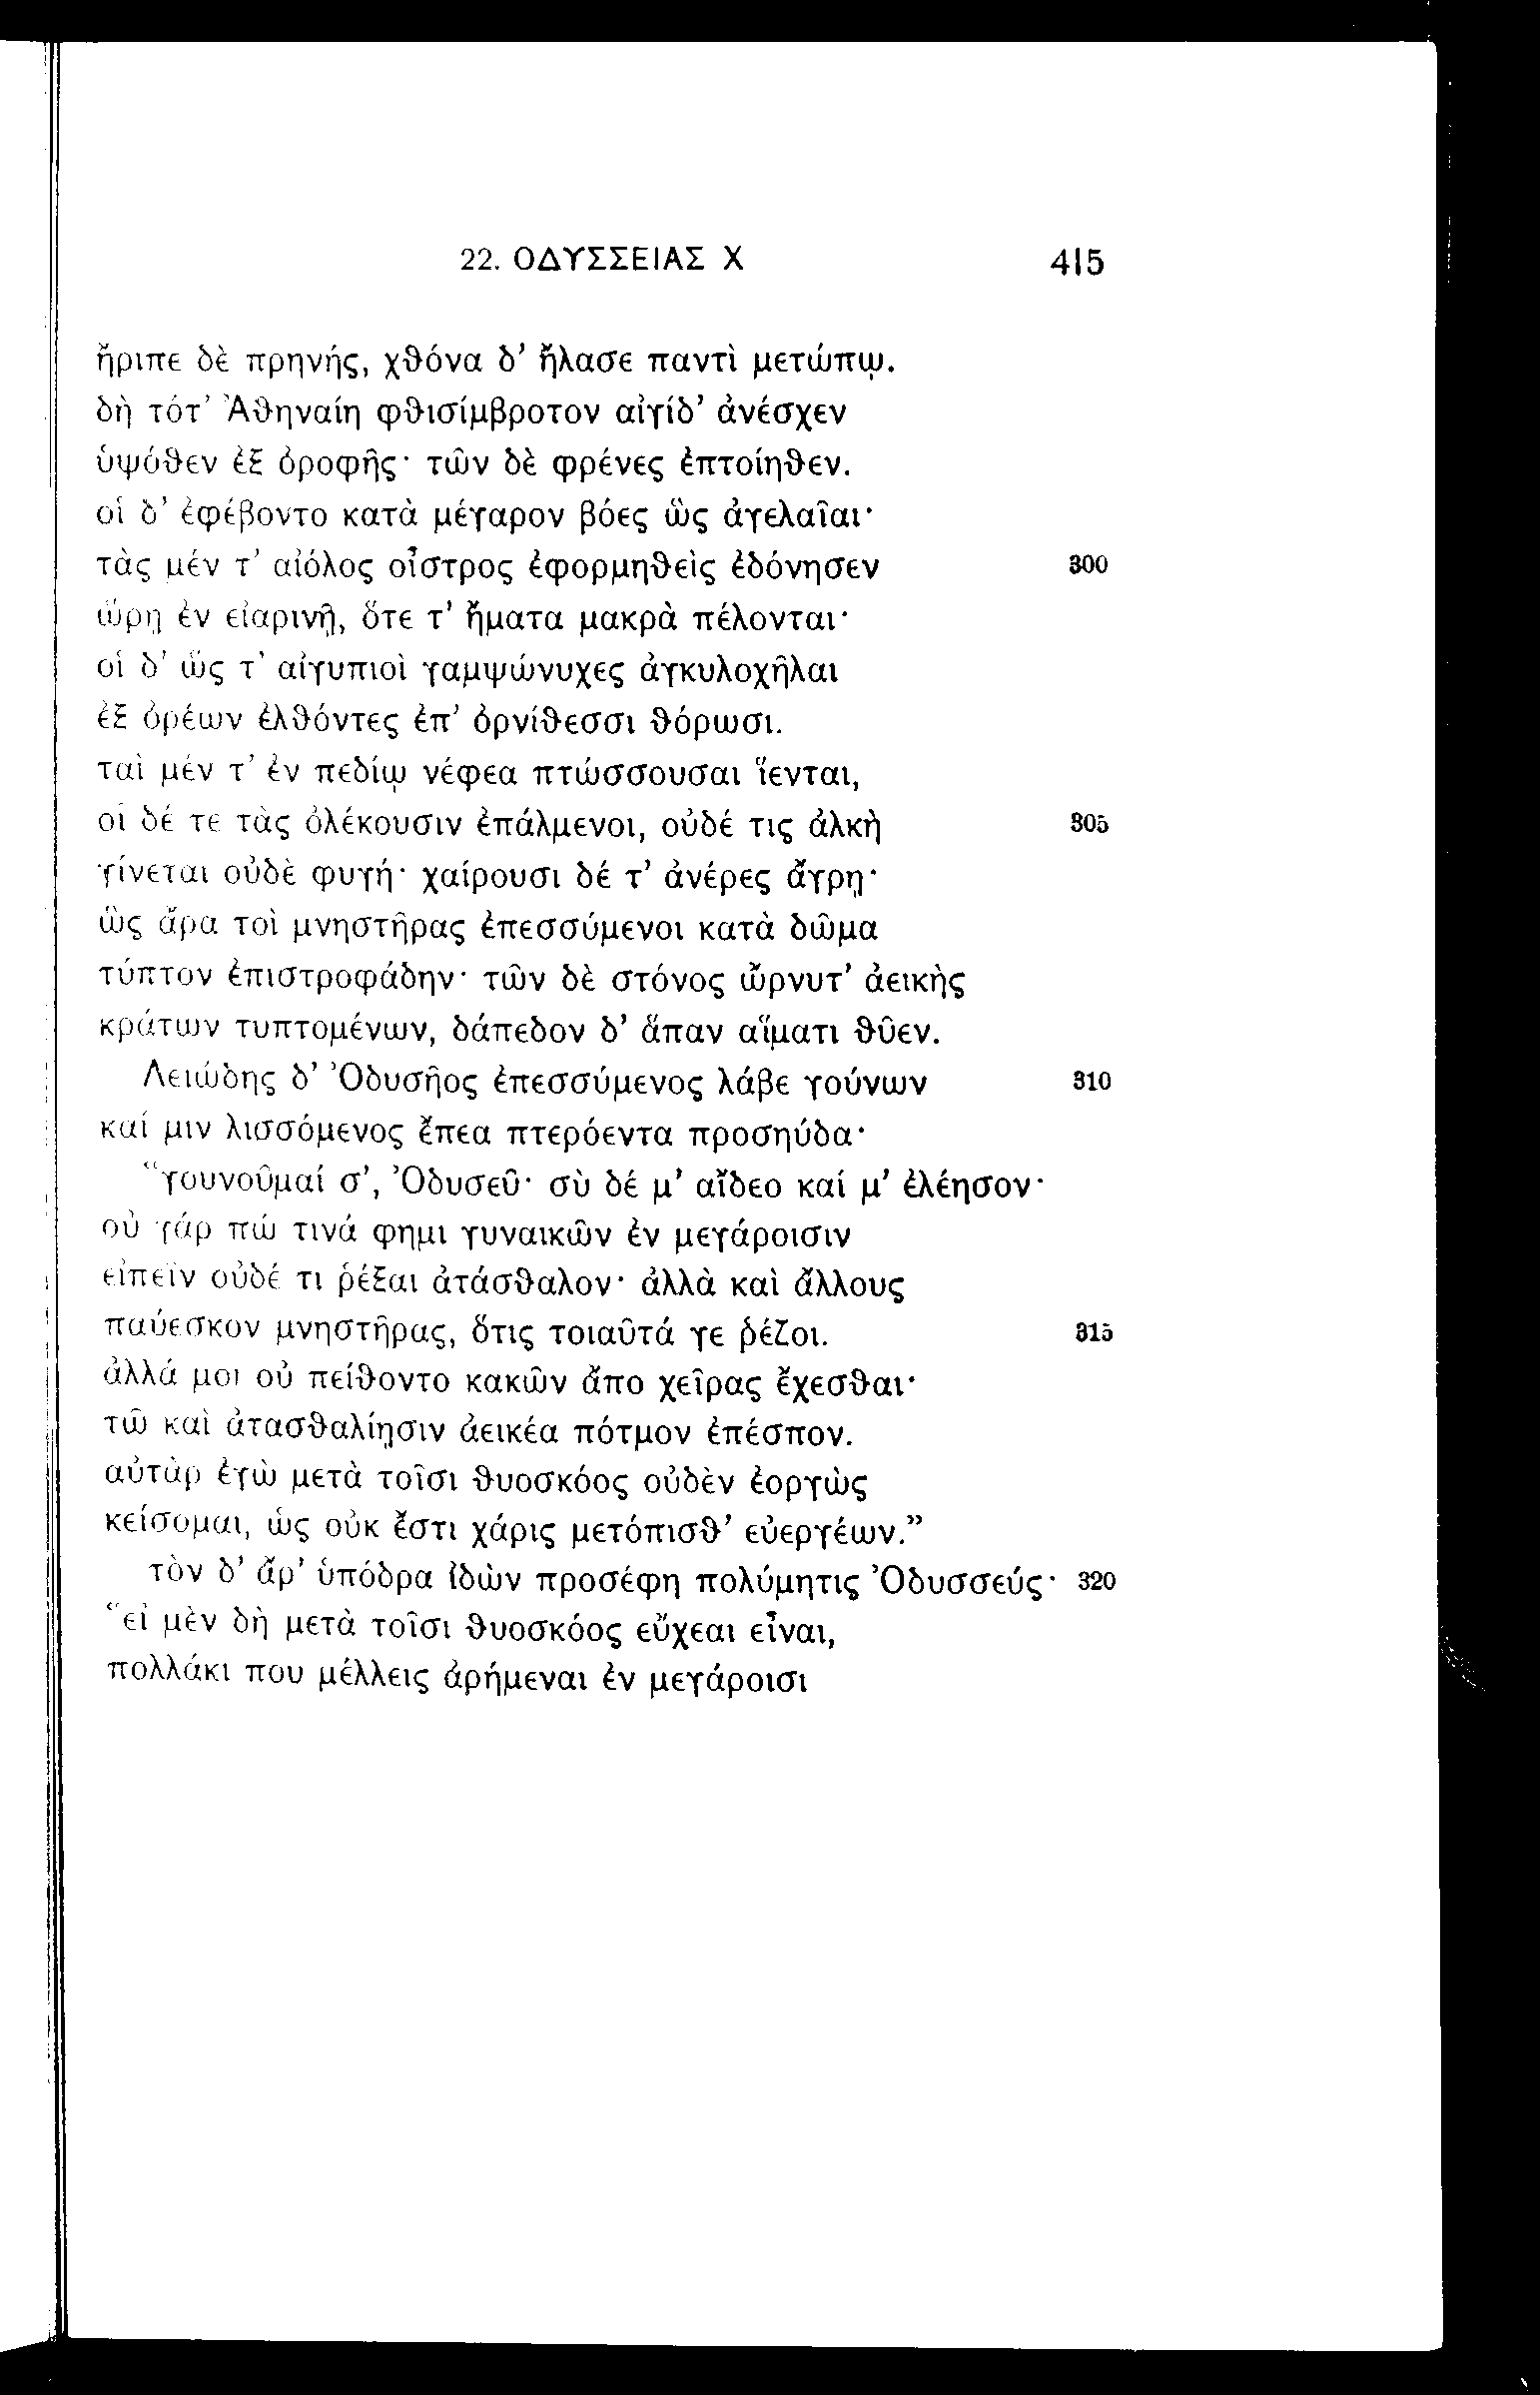 22. ΟΔΥΣΣΕΙΑΣ Χ 415
ἤριπε δὲ πρηνής, χθόνα δ’ ἤλασε παντὶ μετώπῳ.
δὴ τότ’ Ἀθηναίη φθισίμβροτον αἰγίδ’ ἀνέσχεν
ὑψόθεν ἐξ ὀροφῆς· τῶν δὲ φρένες ἐπτοίηθεν.
οἱ δ’ ἐφέβοντο κατὰ μέγαρον βόες ὣς ἀγελαῖαι·
τὰς μέν τ’ αἰόλος οἶστρος ἐφορμηθεὶς ἐδόνησεν 300
ὥρῃ ἐν εἰαρινῇ, ὅτε τ’ ἤματα μακρὰ πέλονται·
οἱ δ’ ὥς τ’ αἰγυπιοὶ γαμψώνυχες ἀγκυλοχῆλαι
ἐξ ὀρέων ἐλθόντες ἐπ’ ὀρνίθεσσι θόρωσι.
ταὶ μέν τ’ ἐν πεδίῳ νέφεα πτώσσουσαι ἵενται,
οἱ δέ τε τὰς ὀλέκουσιν ἐπάλμενοι, οὐδέ τις ἀλκὴ 305
γίνεται οὐδὲ φυγή· χαίρουσι δέ τ’ ἀνέρες ἄγρῃ·
ὣς ἄρα τοὶ μνηστῆρας ἐπεσσύμενοι κατὰ δῶμα
τύπτον ἐπιστροφάδην· τῶν δὲ στόνος ὤρνυτ’ ἀεικὴς
κράτων τυπτομένων, δάπεδον δ’ ἅπαν αἵματι θῦεν.
Λειώδης δ’ Ὀδυσῆος ἐπεσσύμενος λάβε γούνων 310
καί μιν λισσόμενος ἔπεα πτερόεντα προσηύδα·
“γουνοῦμαί σ’, Ὀδυσεῦ· σὺ δέ μ’ αἴδεο καί μ’ ἐλέησον·
οὐ γάρ πώ τινά φημι γυναικῶν ἐν μεγάροισιν
εἰπεῖν οὐδέ τι ῥέξαι ἀτάσθαλον· ἀλλὰ καὶ ἄλλους
παύεσκον μνηστῆρας, ὅτις τοιαῦτά γε ῥέζοι. 315
ἀλλά μοι οὐ πείθοντο κακῶν ἄπο χεῖρας ἔχεσθαι·
τῶ καὶ ἀτασθαλίῃσιν ἀεικέα πότμον ἐπέσπον.
αὐτὰρ ἐγὼ μετὰ τοῖσι θυοσκόος οὐδὲν ἐοργὼς
κείσομαι, ὡς οὐκ ἔστι χάρις μετόπισθ’ εὐεργέων.”
τὸν δ’ ἄρ’ ὑπόδρα ἰδὼν προσέφη πολύμητις Ὀδυσσεύς· 320
“εἰ μὲν δὴ μετὰ τοῖσι θυοσκόος εὔχεαι εἶναι,
πολλάκι που μέλλεις ἀρήμεναι ἐν μεγάροισι